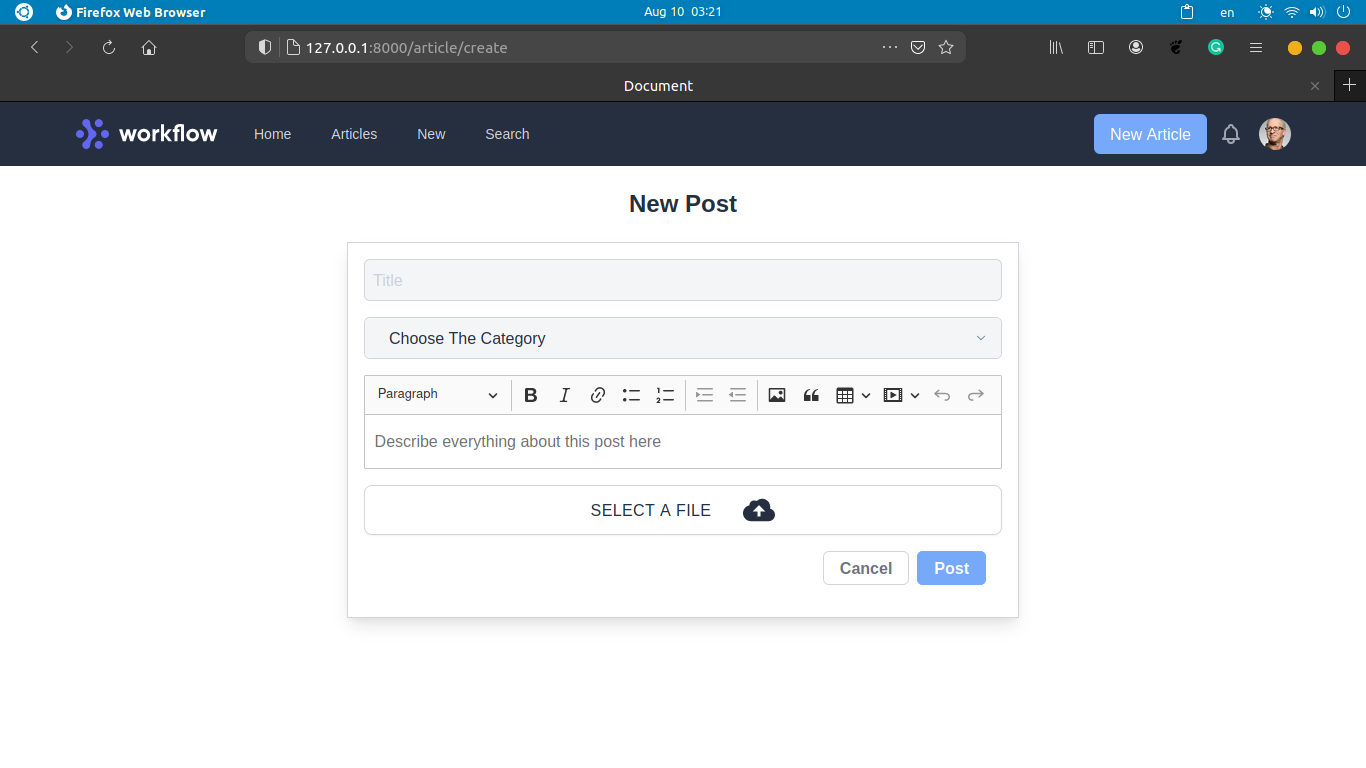 Firefox Web Browser
Aug 10 03:21
en
127.0.0.1:8000/article/create
Document
workflow
Home
Articles
New
Search
New Article
New Post
Title
Choose The Category
Paragraph
Describe everything about this post here
SELECT A FILE
Cancel
Post